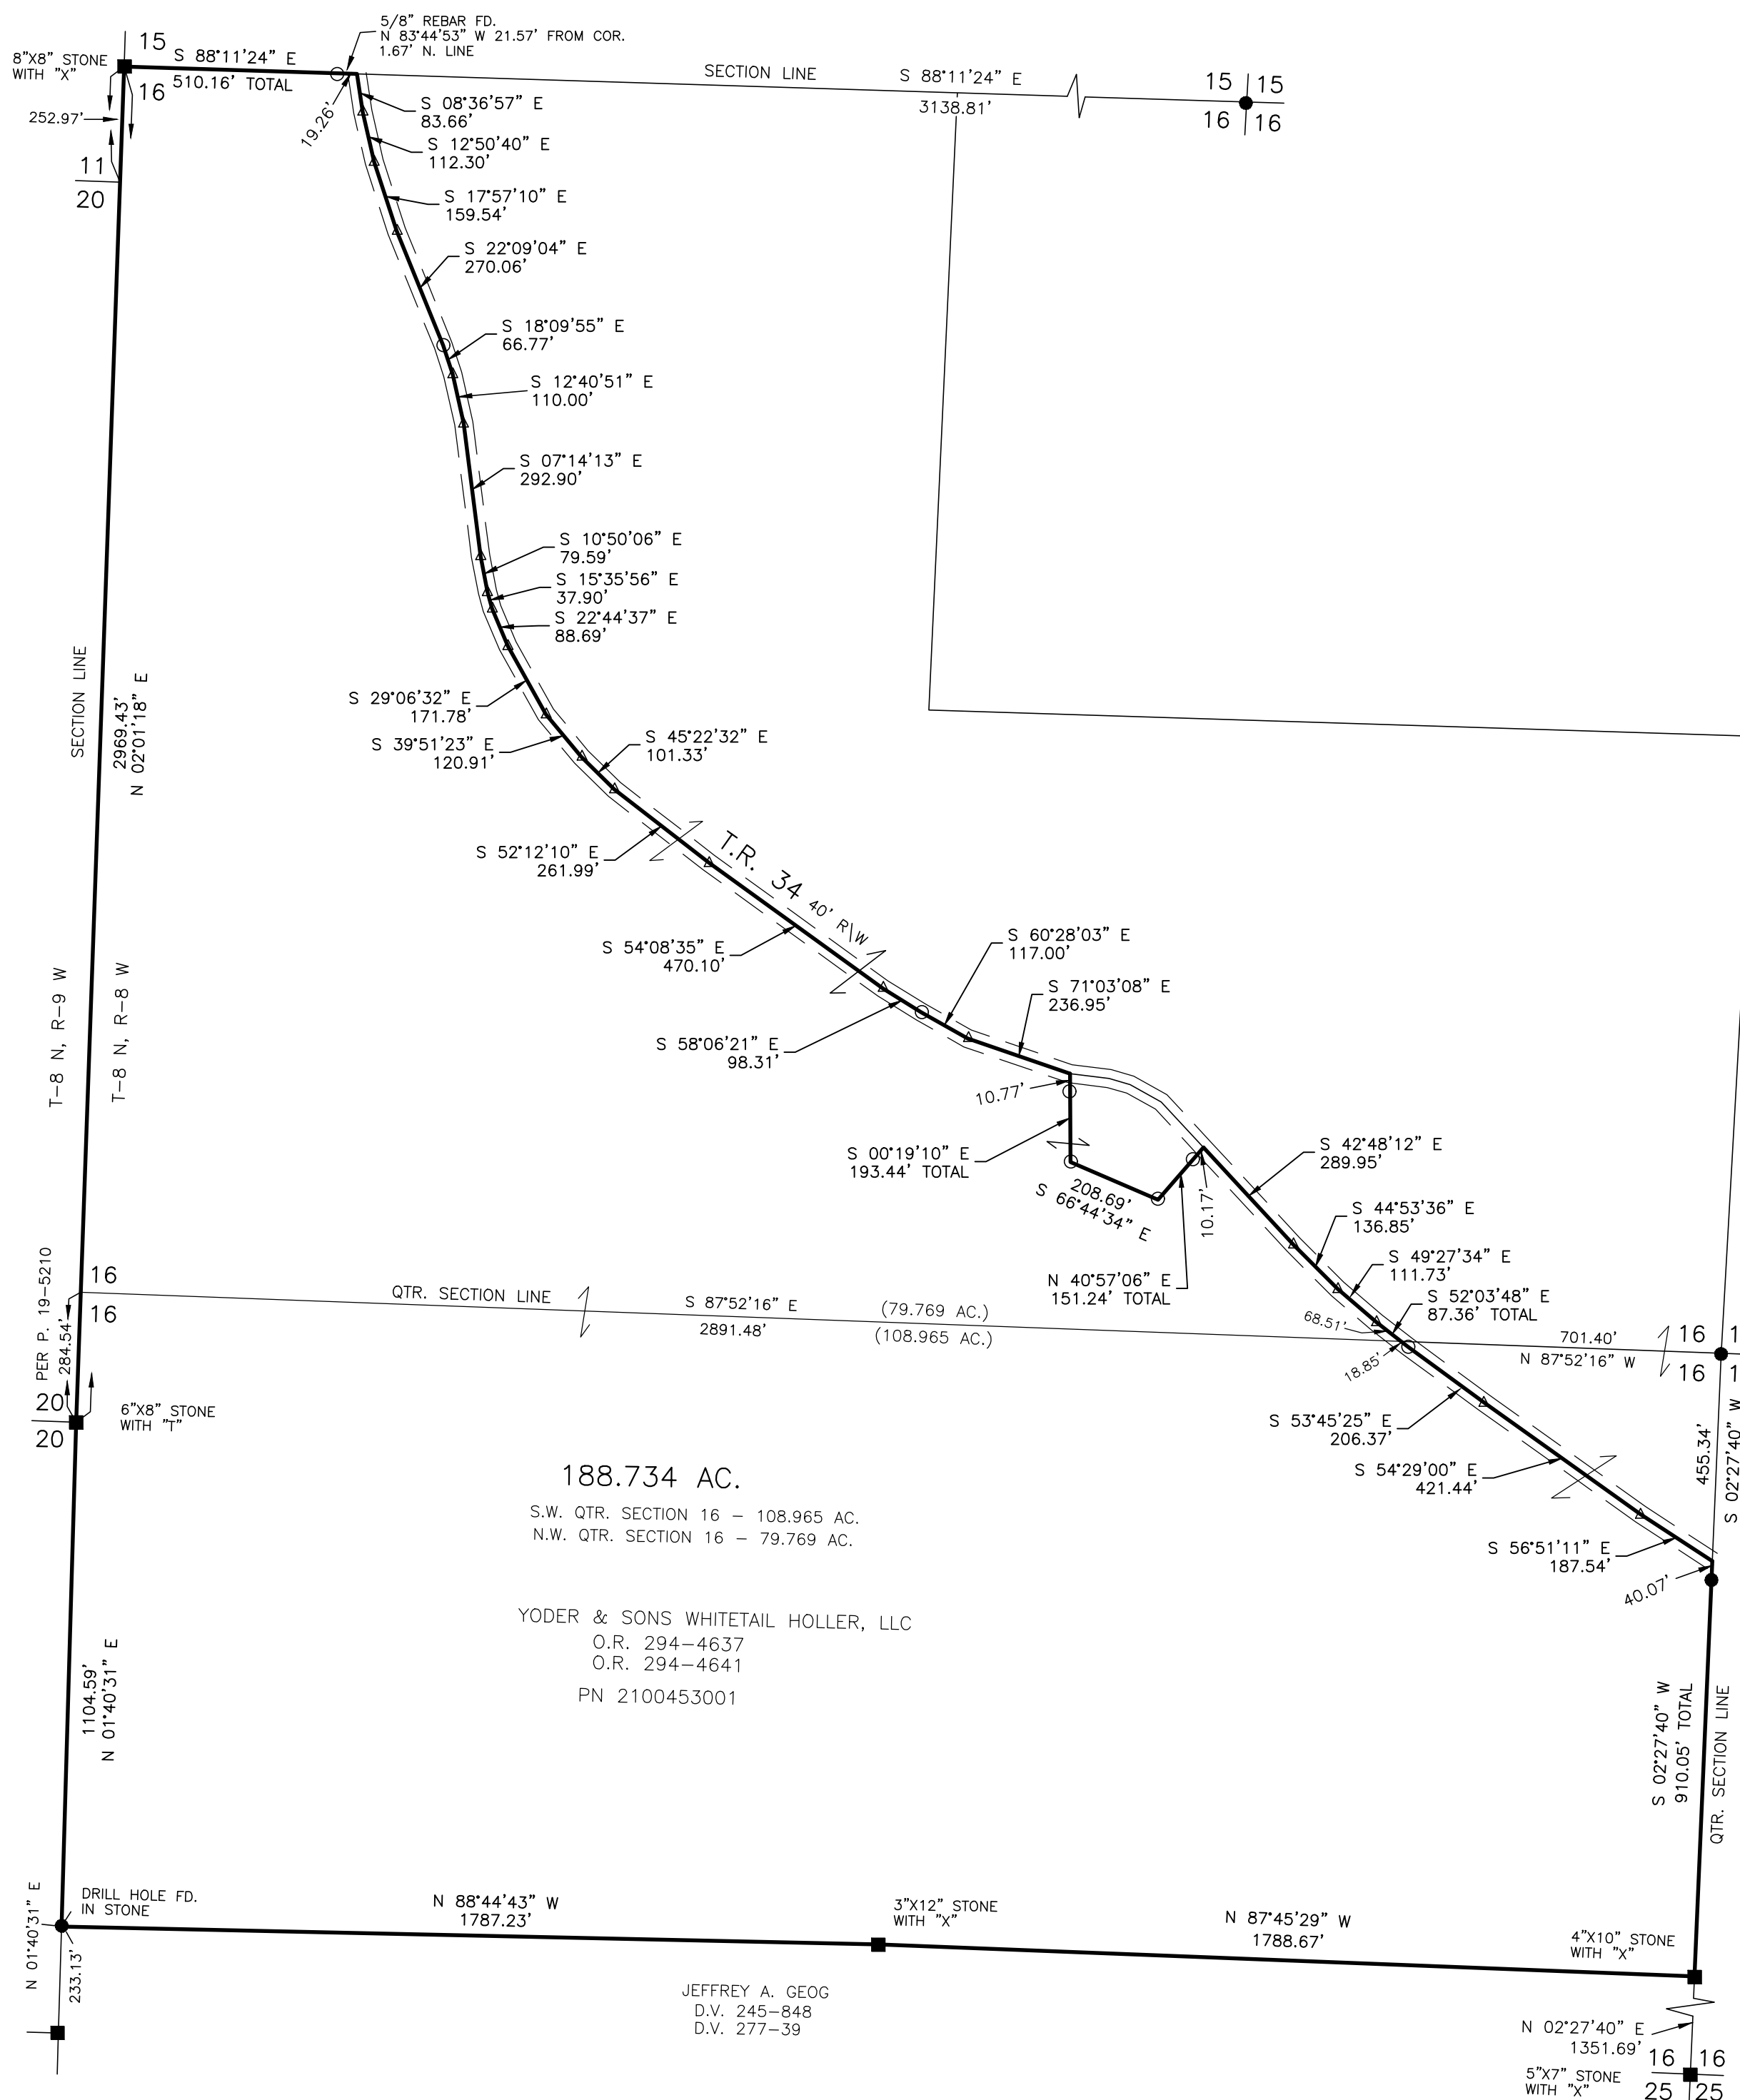 5/8" REBAR FD.
N 83°44'53" W 21.57' FROM COR.
1.67' N. LINE
8"X8" STONE
WITH "X"
15
16
S 88°11'24" E
510.16' TOTAL
SECTION LINE
S 88°11'24" E
3138.81'
15 15
16 16
252.97'
11
20
19.26'
S 08°36'57" E
83.66'
S 12°50'40" E
112.30'
S 17°57'10" E
159.54'
S 22°09'04" E
270.06'
S 18°09'55" E
66.77'
S 12°40'51" E
110.00'
S 07°14'13" E
292.90'
S 10°50'06" E
79.59'
S 15°35'56" E
37.90'
S 22°44'37" E
88.69'
SECTION LINE
2969.43'
N 02°01'18" E
S 29°06'32" E
171.78'
S 39°51'23" E
120.91'
S 45°22'32" E
101.33'
S 52°12'10" E
261.99'
T.R. 34 40' R\W
S 54°08'35" E
470.10'
S 60°28'03" E
117.00'
S 71°03'08" E
236.95'
S 58°06'21" E
98.31'
T-8 N, R-9 W
T-8 N, R-8 W
10.77'
S 00°19'10" E
193.44' TOTAL
208.69'
S 66°44'34" E
10.17'
N 40°57'06" E
151.24' TOTAL
S 42°48'12" E
289.95'
S 44°53'36" E
136.85'
S 49°27'34" E
111.73'
S 52°03'48" E
87.36' TOTAL
68.51'
18.85'
PER P. 19-5210
284.54'
16
16
QTR. SECTION LINE
S 87°52'16" E
2891.48'
(79.769 AC.)
(108.965 AC.)
701.40'
N 87°52'16" W
16 1
16 1
20
20
6"X8" STONE
WITH "T"
S 53°45'25" E
206.37'
S 54°29'00" E
421.44'
S 56°51'11" E
187.54'
455.34'
S 02°27'40" W
40.07'
188.734 AC.
S.W. QTR. SECTION 16 - 108.965 AC.
N.W. QTR. SECTION 16 - 79.769 AC.
YODER & SONS WHITETAIL HOLLER, LLC
O.R. 294-4637
O.R. 294-4641
PN 2100453001
1104.59'
N 01°40'31" E
S 02°27'40" W
910.05' TOTAL
QTR. SECTION LINE
N 01°40'31" E
233.13'
DRILL HOLE FD.
IN STONE
N 88°44'43" W
1787.23'
3"X12" STONE
WITH "X"
N 87°45'29" W
1788.67'
4"X10" STONE
WITH "X"
JEFFREY A. GEOG
D.V. 245-848
D.V. 277-39
N 02°27'40" E
1351.69'
5"X7" STONE
WITH "X"
16 16
25 25